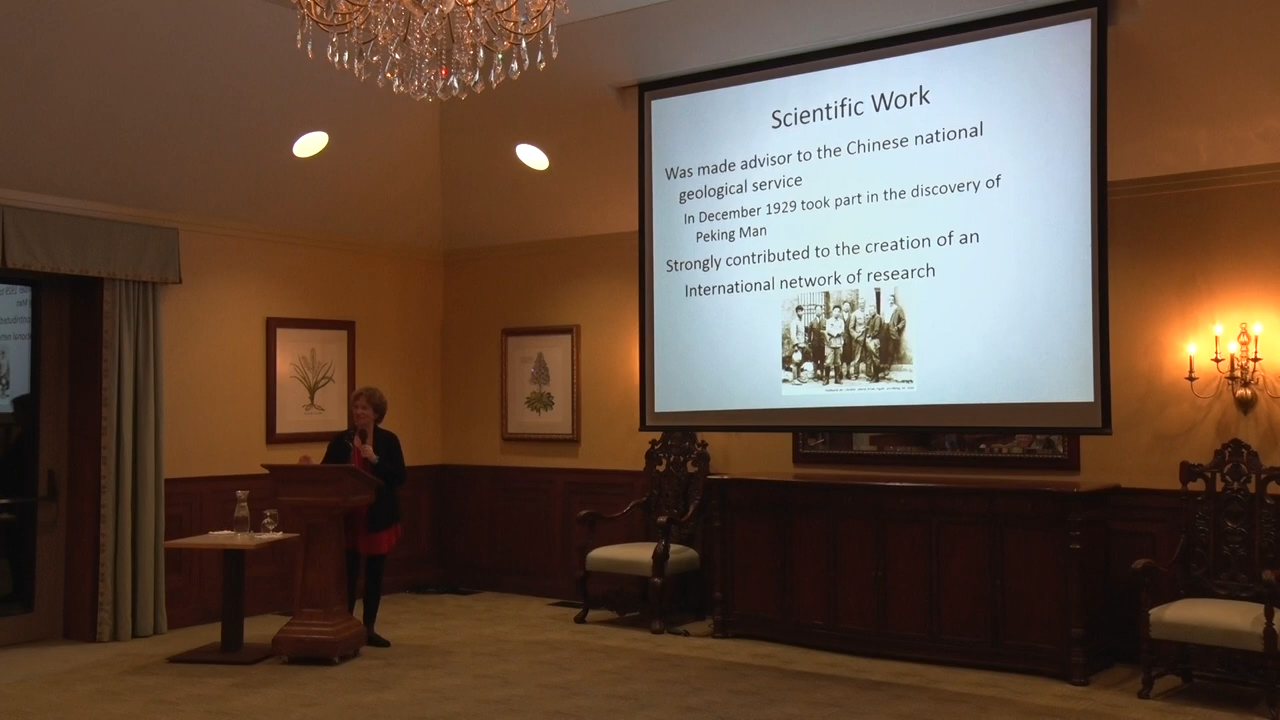 Scientific Work
Was made advisor to the Chinese national
geological service
In December 1929 took part in the discovery of
Peking Man
Strongly contributed to the creation of an
International network of research